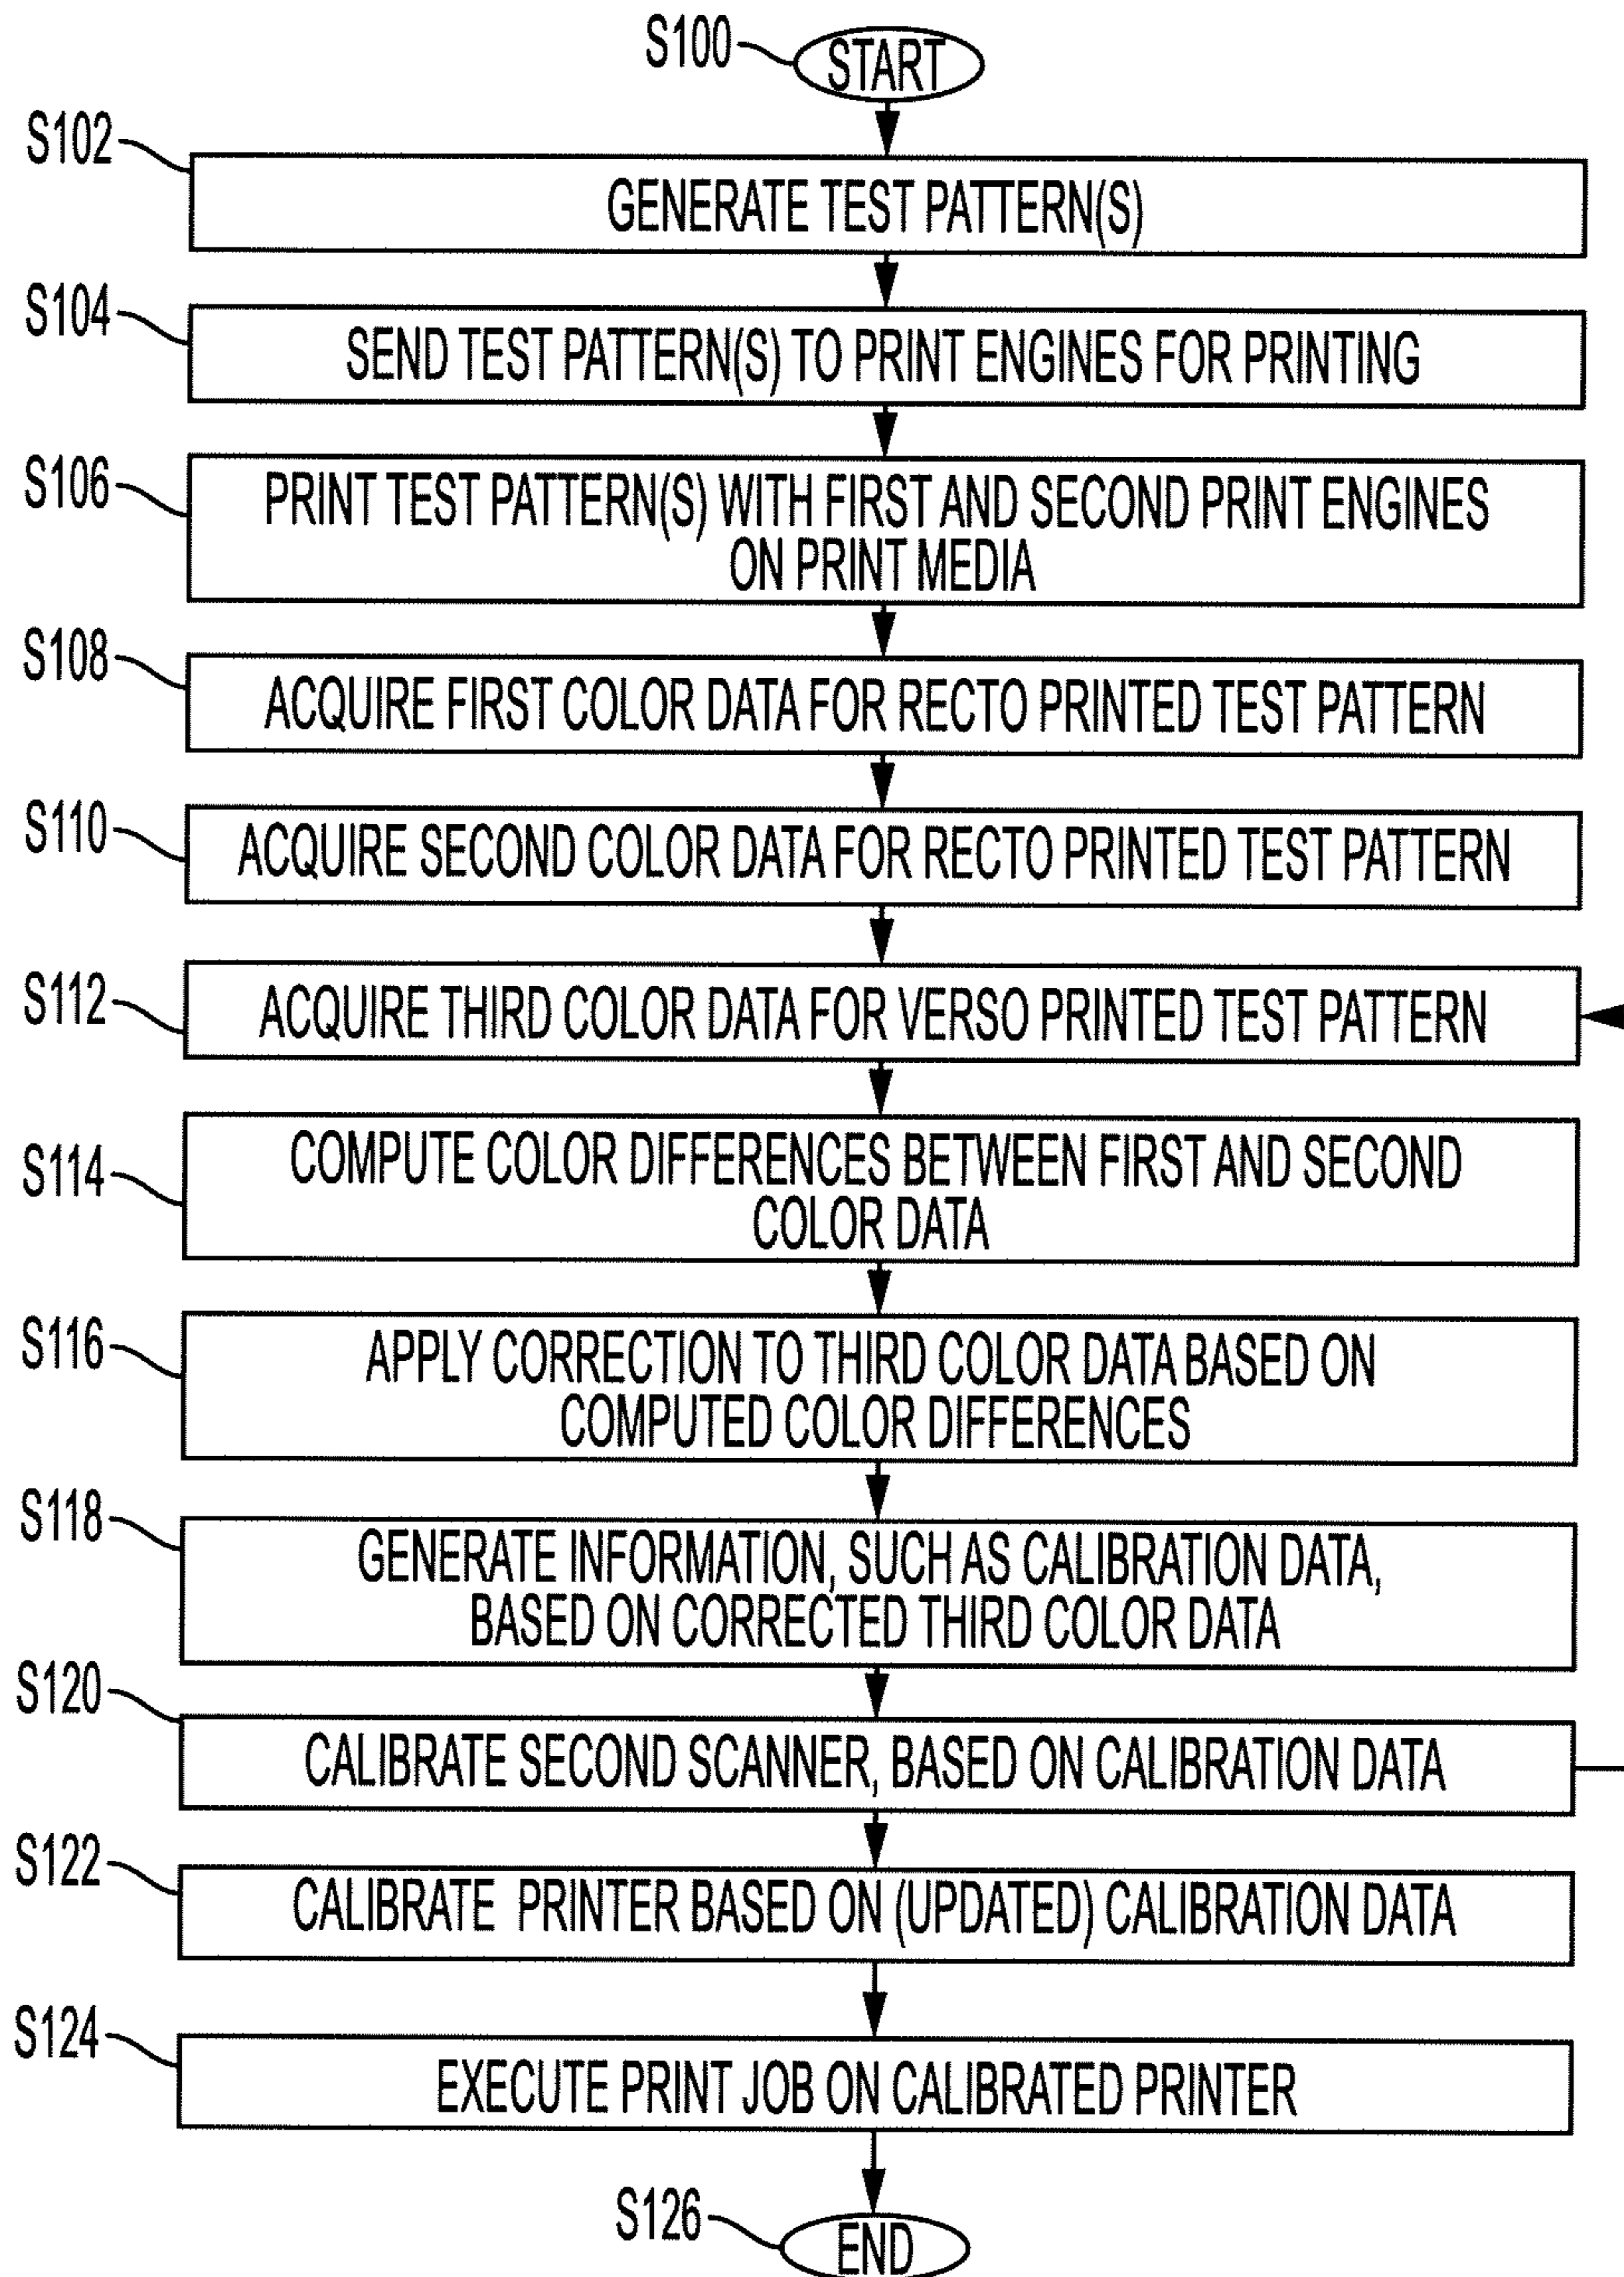 S100
START
S102
GENERATE TEST PATTERN(S)
S104
SEND TEST PATTERN(S) TO PRINT ENGINES FOR PRINTING
S106
PRINT TEST PATTERN(S) WITH FIRST AND SECOND PRINT ENGINES
ON PRINT MEDIA
S108
ACQUIRE FIRST COLOR DATA FOR RECTO PRINTED TEST PATTERN
S110
ACQUIRE SECOND COLOR DATA FOR RECTO PRINTED TEST PATTERN
S112
ACQUIRE THIRD COLOR DATA FOR VERSO PRINTED TEST PATTERN
S114
COMPUTE COLOR DIFFERENCES BETWEEN FIRST AND SECOND
COLOR DATA
S116
APPLY CORRECTION TO THIRD COLOR DATA BASED ON
COMPUTED COLOR DIFFERENCES
S118
GENERATE INFORMATION, SUCH AS CALIBRATION DATA,
BASED ON CORRECTED THIRD COLOR DATA
S120
CALIBRATE SECOND SCANNER, BASED ON CALIBRATION DATA
S122
CALIBRATE PRINTER BASED ON (UPDATED) CALIBRATION DATA
S124
EXECUTE PRINT JOB ON CALIBRATED PRINTER
S126
END